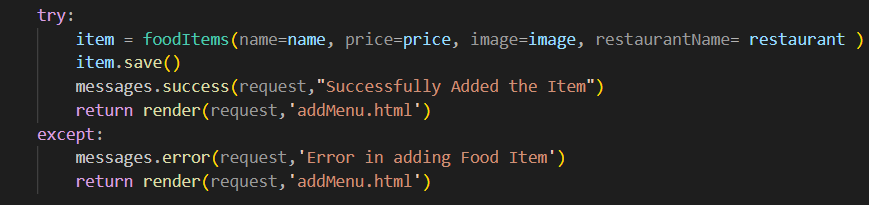 try:
    item = foodItems(name=name, price=price, image=image, restaurantName= restaurant )
    item.save()
    messages.success(request,"Successfully Added the Item")
    return render(request,'addMenu.html')
except:
    messages.error(request,'Error in adding Food Item')
    return render(request,'addMenu.html')